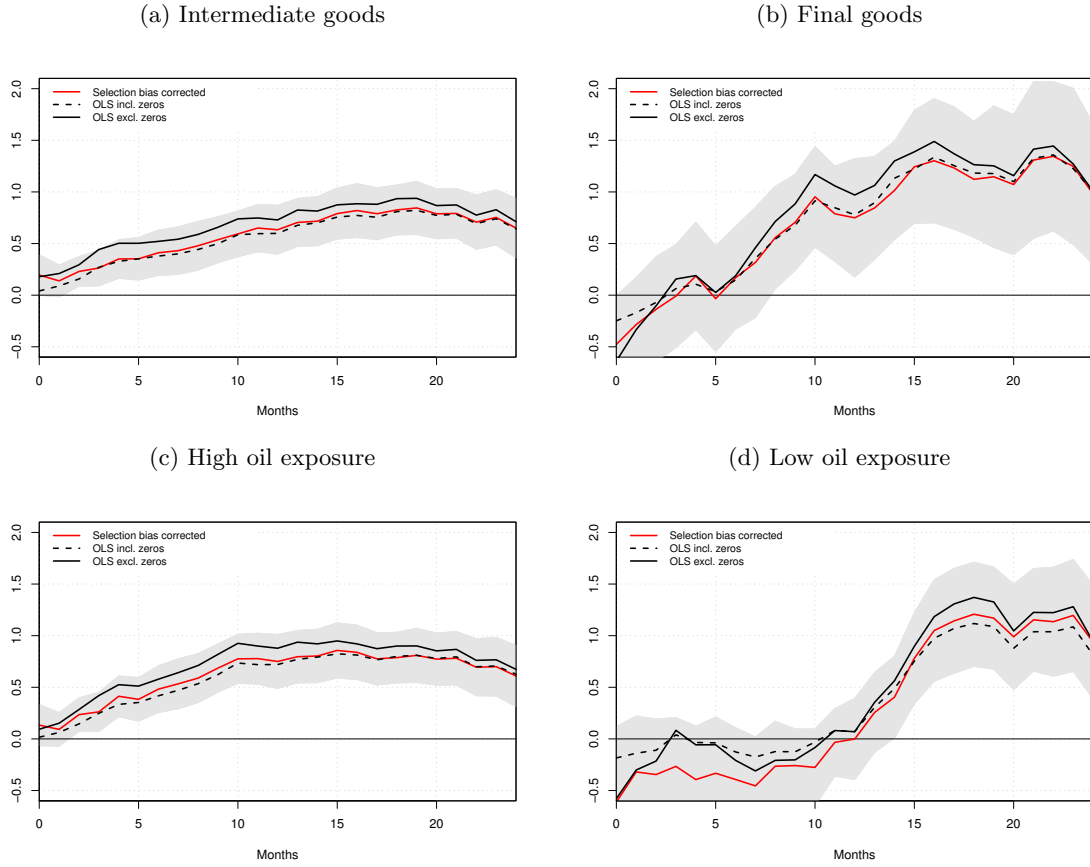 (a) Intermediate goods
2.0
1.5
1.0
0.5
0.0
−0.5
Selection bias corrected
OLS incl. zeros
OLS excl. zeros
0 5 10 15 20
Months
(b) Final goods
2.0
1.5
1.0
0.5
0.0
−0.5
Selection bias corrected
OLS incl. zeros
OLS excl. zeros
0 5 10 15 20
Months
(c) High oil exposure
2.0
1.5
1.0
0.5
0.0
−0.5
Selection bias corrected
OLS incl. zeros
OLS excl. zeros
0 5 10 15 20
Months
(d) Low oil exposure
2.0
1.5
1.0
0.5
0.0
−0.5
Selection bias corrected
OLS incl. zeros
OLS excl. zeros
0 5 10 15 20
Months